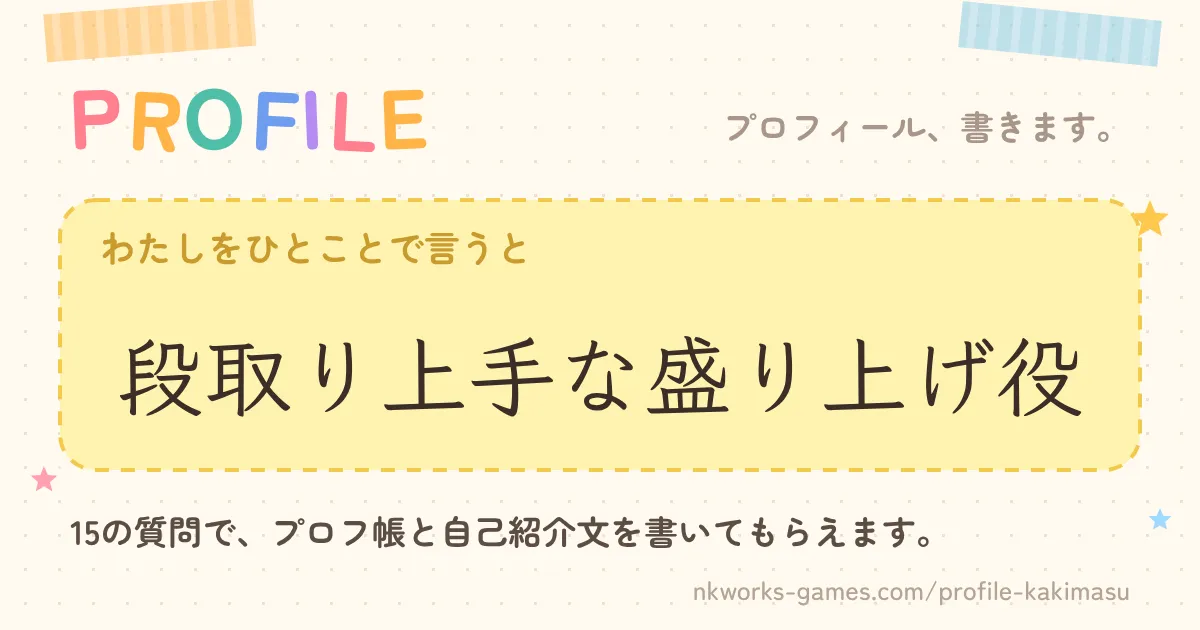 PROFILE
プロフィール、書きます。
わたしをひとことで言うと
段取り上手な盛り上げ役
15の質問で、プロフ帳と自己紹介文を書いてもらえます。
nkworks-games.com/profile-kakimasu